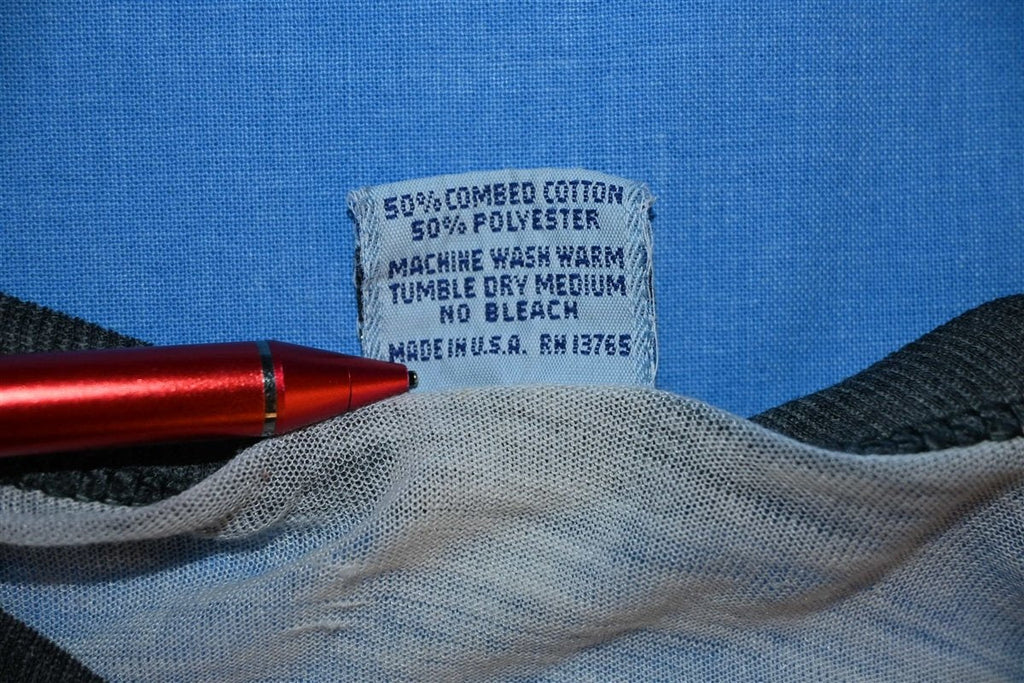 50% COMBED COTTON
50% POLYESTER
MACHINE WASH WARM
TUMBLE DRY MEDIUM
NO BLEACH
MADE IN U.S.A. RN 13765